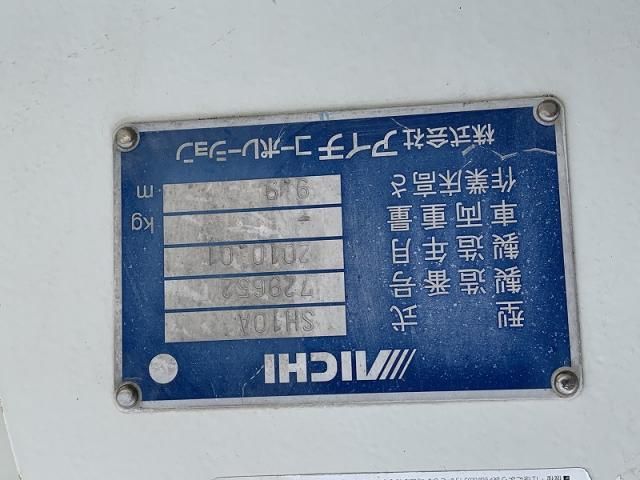 AICHI
型式 SH10A
製造番号 729652
製造年月 2010.01
車両重量 - kg
作業床高さ 9.9 m
株式会社 アイチ コーポレーション